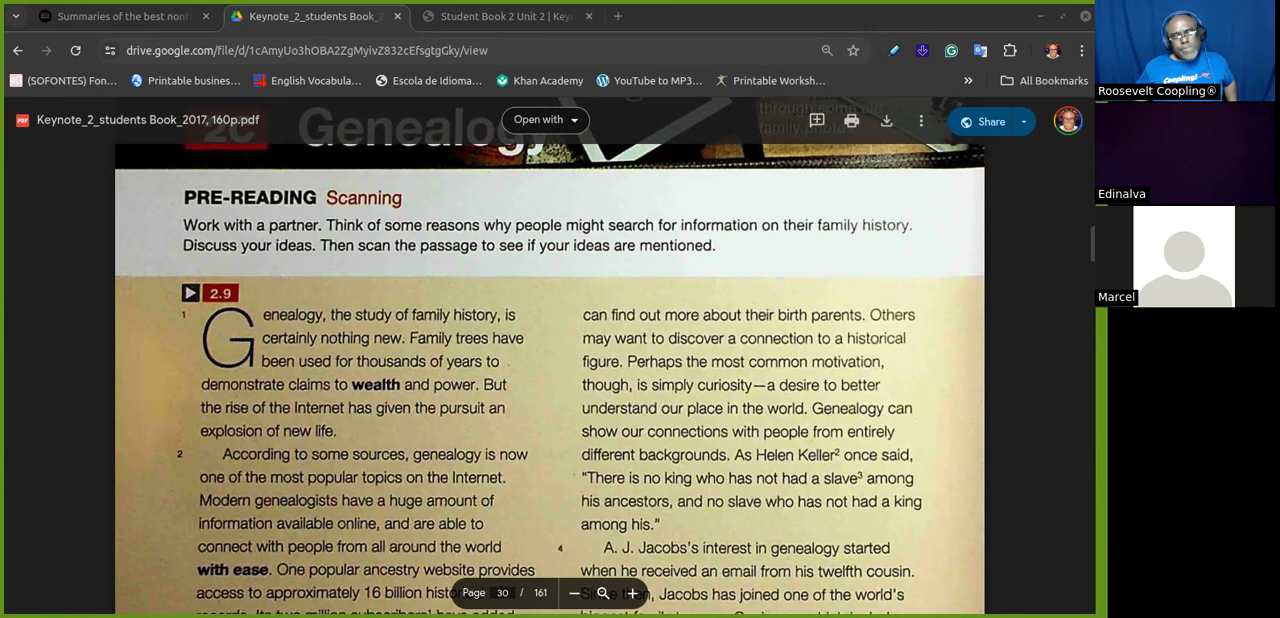 Summaries of the best nonf
Keynote_2_students Book_2
Student Book 2 Unit 2 | Key
drive.google.com/file/d/1cAmyUo3hOBA2ZgMyivZ832cEfsgtgGky/view
(SOFONTES) Fon...
Printable busines...
English Vocabula...
Escola de Idioma...
Khan Academy
YouTube to MP3...
Printable Worksh...
All Bookmarks
Keynote_2_students Book_2017, 160p.pdf
Open with
Share
2C Genealogy
through some old
family photo
PRE-READING Scanning
Work with a partner. Think of some reasons why people might search for information on their family history.
Discuss your ideas. Then scan the passage to see if your ideas are mentioned.
2.9
1 Genealogy, the study of family history, is
certainly nothing new. Family trees have
been used for thousands of years to
demonstrate claims to wealth and power. But
the rise of the Internet has given the pursuit an
explosion of new life.
2 According to some sources, genealogy is now
one of the most popular topics on the Internet.
Modern genealogists have a huge amount of
information available online, and are able to
connect with people from all around the world
with ease. One popular ancestry website provides
access to approximately 16 billion
can find out more about their birth parents. Others
may want to discover a connection to a historical
figure. Perhaps the most common motivation,
though, is simply curiosity—a desire to better
understand our place in the world. Genealogy can
show our connections with people from entirely
different backgrounds. As Helen Keller² once said,
“There is no king who has not had a slave³ among
his ancestors, and no slave who has not had a king
among his.”
4 A. J. Jacobs's interest in genealogy started
when he received an email from his twelfth cousin.
Since then, Jacobs has joined one of the world's
Page 30 / 161
Roosevelt Coopling®
Coopling!
Edinalva
Marcel